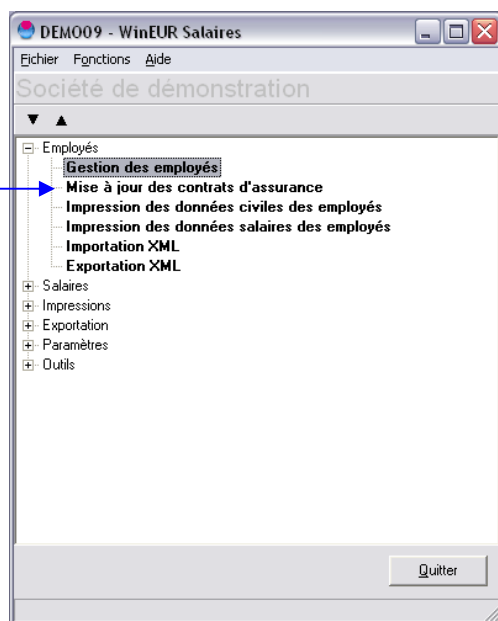 DEMO09 - WinEUR Salaires
Fichier Fonctions Aide
Société de démonstration
Employés
Gestion des employés
Mise à jour des contrats d'assurance
Impression des données civiles des employés
Impression des données salaires des employés
Importation XML
Exportation XML
Salaires
Impressions
Exportation
Paramètres
Outils
Quitter